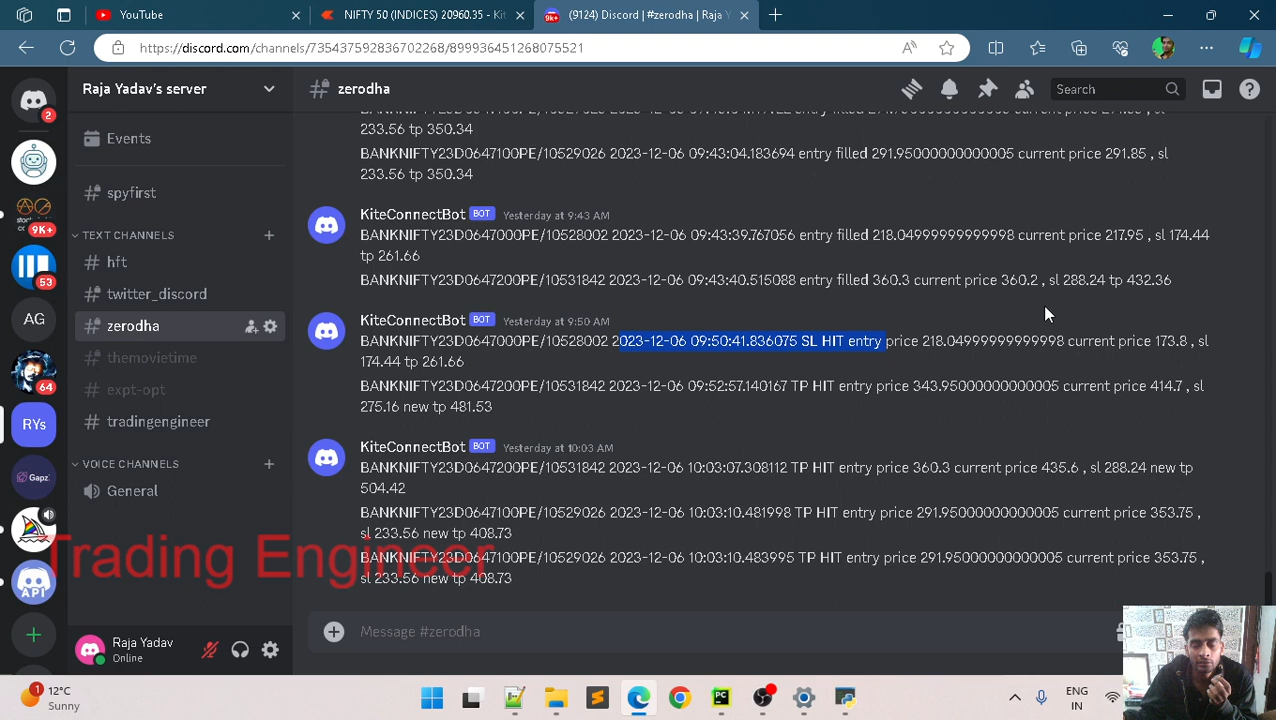 YouTube
NIFTY 50 (INDICES) 20960.35 - Kit
(9124) Discord | #zerodha | Raja Y
https://discord.com/channels/735437592836702268/899936451268075521
Raja Yadav's server
zerodha
Search
2
9K+
53
AG
64
RYs
Gapz.
API
Events
spyfirst
TEXT CHANNELS
hft
twitter_discord
zerodha
themovietime
expt-opt
tradingengineer
VOICE CHANNELS
General
Raja Yadav
Online
233.56 tp 350.34
BANKNIFTY23D0647100PE/10529026 2023-12-06 09:43:04.183694 entry filled 291.95000000000005 current price 291.85 , sl
233.56 tp 350.34
KiteConnectBot BOT Yesterday at 9:43 AM
BANKNIFTY23D0647000PE/10528002 2023-12-06 09:43:39.767056 entry filled 218.04999999999998 current price 217.95 , sl 174.44
tp 261.66
BANKNIFTY23D0647200PE/10531842 2023-12-06 09:43:40.515088 entry filled 360.3 current price 360.2 , sl 288.24 tp 432.36
KiteConnectBot BOT Yesterday at 9:50 AM
BANKNIFTY23D0647000PE/10528002 2023-12-06 09:50:41.836075 SL HIT entry price 218.04999999999998 current price 173.8 , sl
174.44 tp 261.66
BANKNIFTY23D0647200PE/10531842 2023-12-06 09:52:57.140167 TP HIT entry price 343.95000000000005 current price 414.7 , sl
275.16 new tp 481.53
KiteConnectBot BOT Yesterday at 10:03 AM
BANKNIFTY23D0647200PE/10531842 2023-12-06 10:03:07.308112 TP HIT entry price 360.3 current price 435.6 , sl 288.24 new tp
504.42
BANKNIFTY23D0647100PE/10529026 2023-12-06 10:03:10.481998 TP HIT entry price 291.95000000000005 current price 353.75 ,
sl 233.56 new tp 408.73
BANKNIFTY23D0647100PE/10529026 2023-12-06 10:03:10.483995 TP HIT entry price 291.95000000000005 current price 353.75 ,
sl 233.56 new tp 408.73
Trading Engineer
Message #zerodha
1
12°C
Sunny
ENG
IN